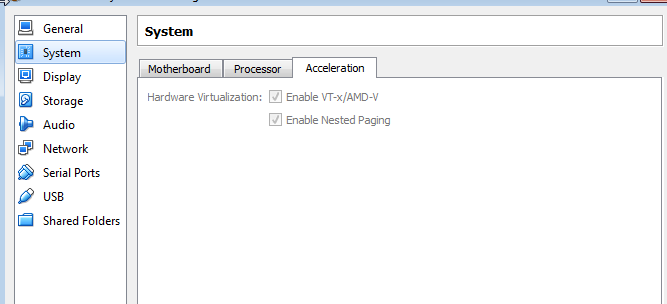 General
System
Display
Storage
Audio
Network
Serial Ports
USB
Shared Folders
System
Motherboard Processor Acceleration
Hardware Virtualization: Enable VT-x/AMD-V
Enable Nested Paging